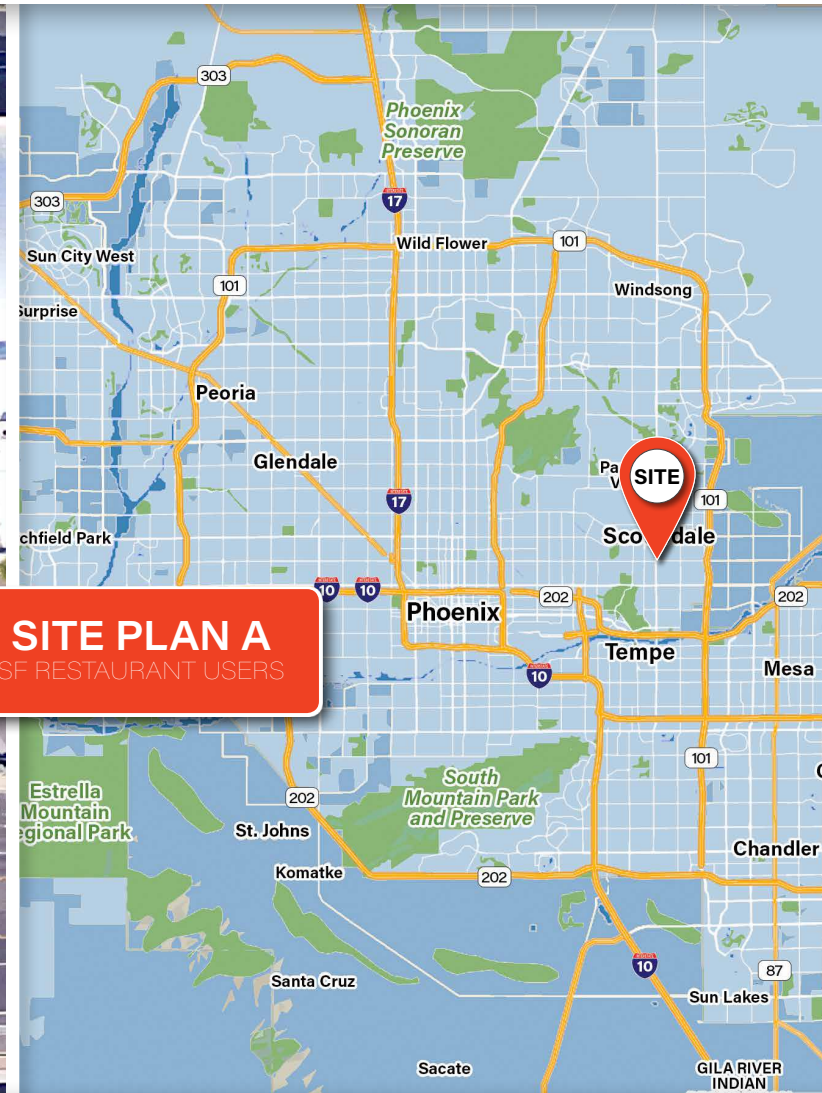 303
Phoenix
Sonoran
Preserve
303
17
Wild Flower
101
Sun City West
101
Windsong
Surprise
Peoria
Glendale
SITE
17
101
chfield Park
10
10
202
202
Phoenix
SITE PLAN A
SF RESTAURANT USERS
Tempe
10
Mesa
101
South
Mountain Park
and Preserve
Estrella
Mountain
egional Park
202
St. Johns
Chandler
Komatke
202
10
87
Santa Cruz
Sun Lakes
Sacate
GILA RIVER
INDIAN